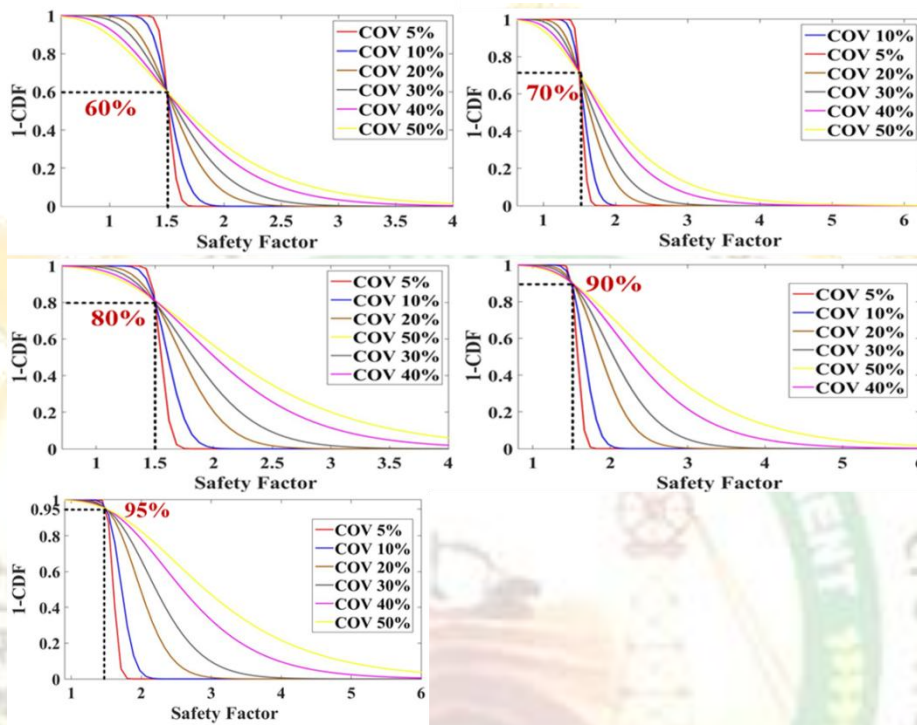 1
0.8
0.6
0.4
0.2
0
1-CDF
60%
COV 5%
COV 10%
COV 20%
COV 30%
COV 40%
COV 50%
1
1.5
2
2.5
3
3.5
4
Safety Factor
1
0.8
0.6
0.4
0.2
0
1-CDF
70%
COV 10%
COV 5%
COV 20%
COV 30%
COV 40%
COV 50%
1
2
3
4
5
6
Safety Factor
1
0.8
0.6
0.4
0.2
0
1-CDF
80%
COV 5%
COV 10%
COV 20%
COV 50%
COV 30%
COV 40%
1
1.5
2
2.5
3
3.5
4
Safety Factor
1
0.8
0.6
0.4
0.2
0
1-CDF
90%
COV 5%
COV 10%
COV 20%
COV 30%
COV 50%
COV 40%
1
2
3
4
5
6
Safety Factor
1
0.95
0.8
0.6
0.4
0.2
0
1-CDF
95%
COV 5%
COV 10%
COV 20%
COV 30%
COV 40%
COV 50%
1
2
3
4
5
6
Safety Factor